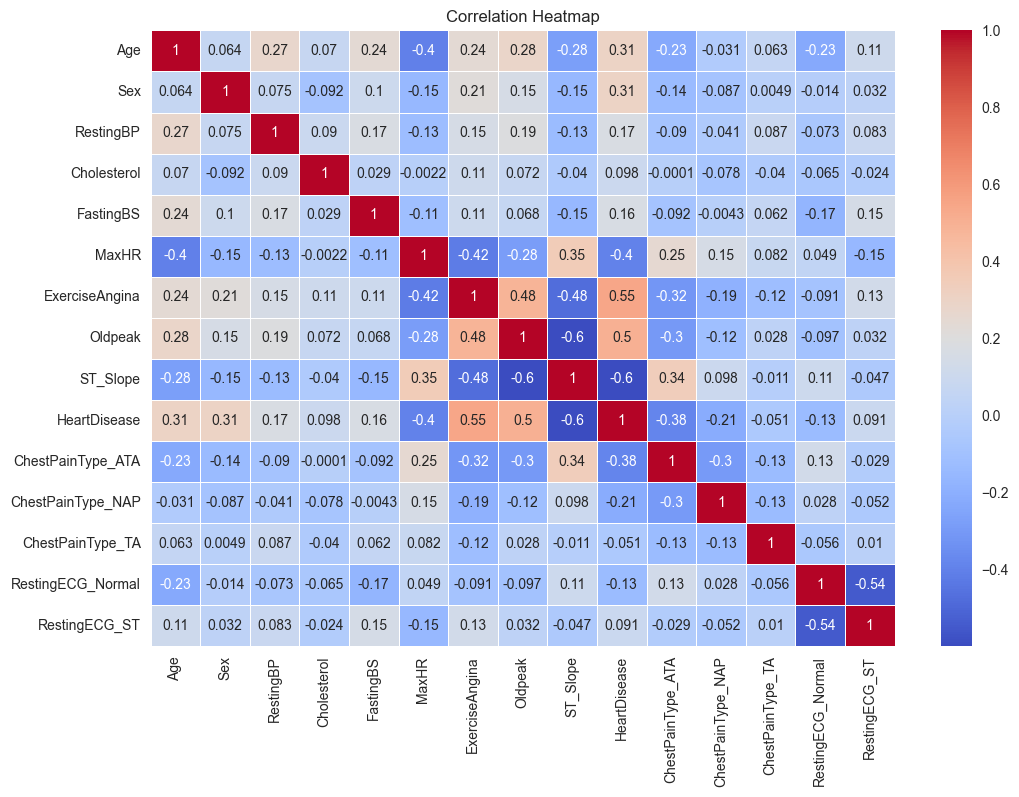 Correlation Heatmap
Age 1 0.064 0.27 0.07 0.24 -0.4 0.24 0.28 -0.28 0.31 -0.23 -0.031 0.063 -0.23 0.11
Sex 0.064 1 0.075 -0.092 0.1 -0.15 0.21 0.15 -0.15 0.31 -0.14 -0.087 0.0049 -0.014 0.032
RestingBP 0.27 0.075 1 0.09 0.17 -0.13 0.15 0.19 -0.13 0.17 -0.09 -0.041 0.087 -0.073 0.083
Cholesterol 0.07 -0.092 0.09 1 0.029 -0.0022 0.11 0.072 -0.04 0.098 -0.0001 -0.078 -0.04 -0.065 -0.024
FastingBS 0.24 0.1 0.17 0.029 1 -0.11 0.11 0.068 -0.15 0.16 -0.092 -0.0043 0.062 -0.17 0.15
MaxHR -0.4 -0.15 -0.13 -0.0022 -0.11 1 -0.42 -0.28 0.35 -0.4 0.25 0.15 0.082 0.049 -0.15
ExerciseAngina 0.24 0.21 0.15 0.11 0.11 -0.42 1 0.48 -0.48 0.55 -0.32 -0.19 -0.12 -0.091 0.13
Oldpeak 0.28 0.15 0.19 0.072 0.068 -0.28 0.48 1 -0.6 0.5 -0.3 -0.12 0.028 -0.097 0.032
ST_Slope -0.28 -0.15 -0.13 -0.04 -0.15 0.35 -0.48 -0.6 1 -0.6 0.34 0.098 -0.011 0.11 -0.047
HeartDisease 0.31 0.31 0.17 0.098 0.16 -0.4 0.55 0.5 -0.6 1 -0.38 -0.21 -0.051 -0.13 0.091
ChestPainType_ATA -0.23 -0.14 -0.09 -0.0001 -0.092 0.25 -0.32 -0.3 0.34 -0.38 1 -0.3 -0.13 0.13 -0.029
ChestPainType_NAP -0.031 -0.087 -0.041 -0.078 -0.0043 0.15 -0.19 -0.12 0.098 -0.21 -0.3 1 -0.13 0.028 -0.052
ChestPainType_TA 0.063 0.0049 0.087 -0.04 0.062 0.082 -0.12 0.028 -0.011 -0.051 -0.13 -0.13 1 -0.056 0.01
RestingECG_Normal -0.23 -0.014 -0.073 -0.065 -0.17 0.049 -0.091 -0.097 0.11 -0.13 0.13 0.028 -0.056 1 -0.54
RestingECG_ST 0.11 0.032 0.083 -0.024 0.15 -0.15 0.13 0.032 -0.047 0.091 -0.029 -0.052 0.01 -0.54 1
Age
Sex
RestingBP
Cholesterol
FastingBS
MaxHR
ExerciseAngina
Oldpeak
ST_Slope
HeartDisease
ChestPainType_ATA
ChestPainType_NAP
ChestPainType_TA
RestingECG_Normal
RestingECG_ST
1.0
0.8
0.6
0.4
0.2
0.0
−0.2
−0.4